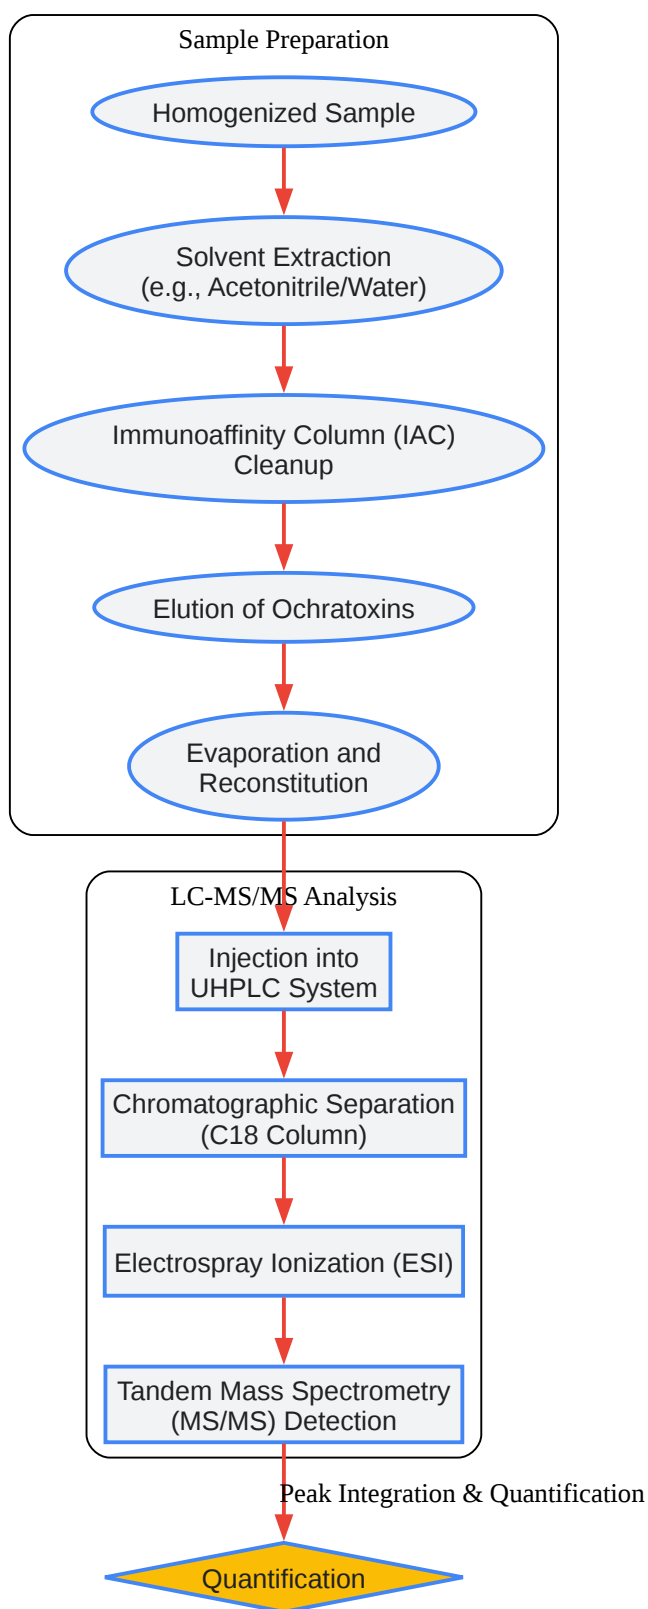 Sample Preparation
Homogenized Sample
Solvent Extraction
(e.g., Acetonitrile/Water)
Immunoaffinity Column (IAC)
Cleanup
Elution of Ochratoxins
Evaporation and
Reconstitution
LC-MS/MS Analysis
Injection into
UHPLC System
Chromatographic Separation
(C18 Column)
Electrospray Ionization (ESI)
Tandem Mass Spectrometry
(MS/MS) Detection
Peak Integration & Quantification
Quantification